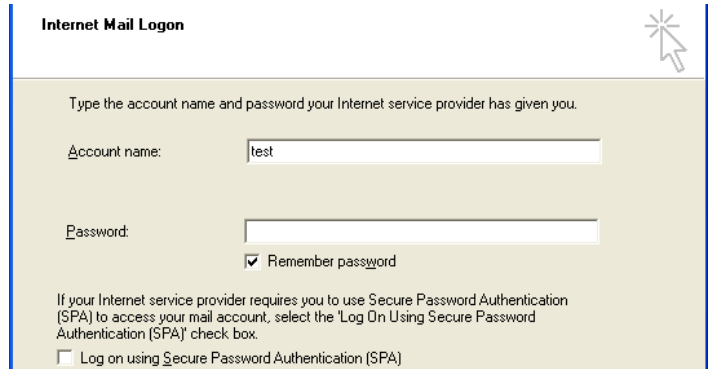 Internet Mail Logon
Type the account name and password your Internet service provider has given you.
Account name:
test
Password:
Remember password
If your Internet service provider requires you to use Secure Password Authentication
(SPA) to access your mail account, select the 'Log On Using Secure Password
Authentication (SPA)' check box.
Log on using Secure Password Authentication (SPA)